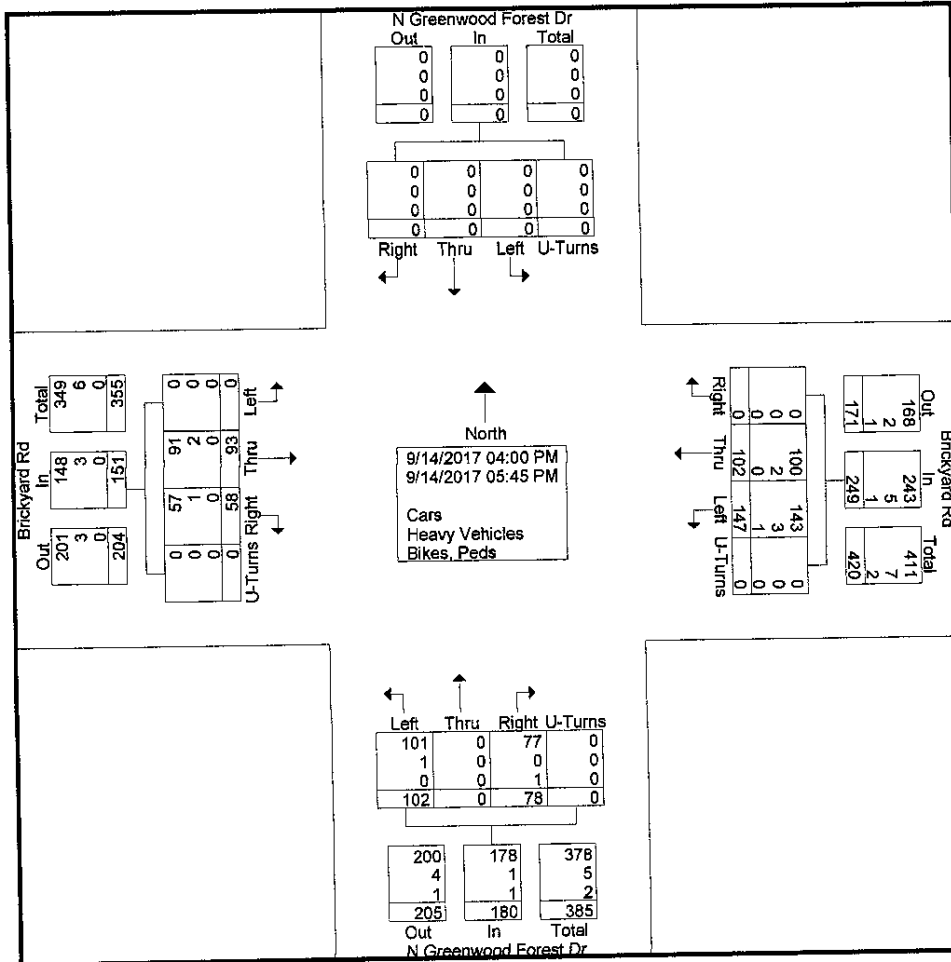 N Greenwood Forest Dr
Out In Total
0 0 0
0 0 0
0 0 0
0 0 0
0 0 0 0
0 0 0 0
0 0 0 0
0 0 0 0
Right Thru Left U-Turns
Brickyard Rd
Total In Out
349 148 201
6 3 3
0 0 0
355 151 204
0 91 57 0
0 2 1 0
0 0 0 0
0 93 58 0
Left Thru Right U-Turns
North
9/14/2017 04:00 PM
9/14/2017 05:45 PM
Cars
Heavy Vehicles
Bikes, Peds
Right Thru Left U-Turns
0 100 143 0
0 2 3 0
0 0 1 0
0 102 147 0
Out In Total
168 243 411
2 5 7
1 1 2
171 249 420
Brickyard Rd
Left Thru Right U-Turns
101 0 77 0
1 0 0 0
0 0 1 0
102 0 78 0
200 178 378
4 1 5
1 1 2
205 180 385
Out In Total
N Greenwood Forest Dr